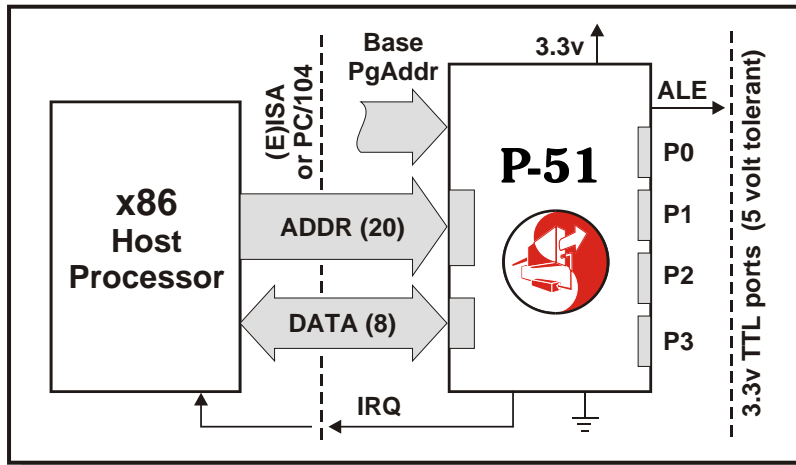 x86
Host
Processor
(E)ISA
or PC/104
Base
PgAddr
ADDR (20)
DATA (8)
IRQ
3.3v
P-51
ALE
P0
P1
P2
P3
3.3v TTL ports (5 volt tolerant)